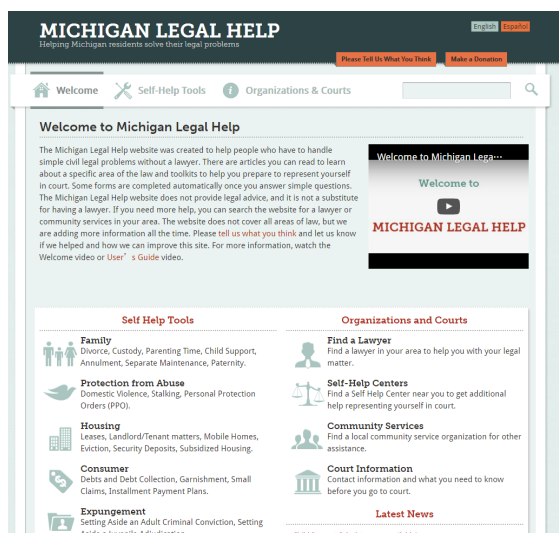 MICHIGAN LEGAL HELP
Helping Michigan residents solve their legal problems
English Español
Please Tell Us What You Think Make a Donation
Welcome Self-Help Tools Organizations & Courts
Welcome to Michigan Legal Help
The Michigan Legal Help website was created to help people who have to handle
simple civil legal problems without a lawyer. There are articles you can read to learn
about a specific area of the law and toolkits to help you prepare to represent yourself
in court. Some forms are completed automatically once you answer simple questions.
The Michigan Legal Help website does not provide legal advice, and it is not a substitute
for having a lawyer. If you need more help, you can search the website for a lawyer or
community services in your area. The website does not cover all areas of law, but we
are adding more information all the time. Please tell us what you think and let us know
if we helped and how we can improve this site. For more information, watch the
Welcome video or User’s Guide video.
Welcome to Michigan Lega···
Welcome to
MICHIGAN LEGAL HELP
Self Help Tools
Family
Divorce, Custody, Parenting Time, Child Support,
Annulment, Separate Maintenance, Paternity.
Protection from Abuse
Domestic Violence, Stalking, Personal Protection
Orders (PPO).
Housing
Leases, Landlord/Tenant matters, Mobile Homes,
Eviction, Security Deposits, Subsidized Housing.
Consumer
Debts and Debt Collection, Garnishment, Small
Claims, Installment Payment Plans.
Expungement
Setting Aside an Adult Criminal Conviction, Setting
Organizations and Courts
Find a Lawyer
Find a lawyer in your area to help you with your legal
matter.
Self-Help Centers
Find a Self Help Center near you to get additional
help representing yourself in court.
Community Services
Find a local community service organization for other
assistance.
Court Information
Contact information and what you need to know
before you go to court.
Latest News